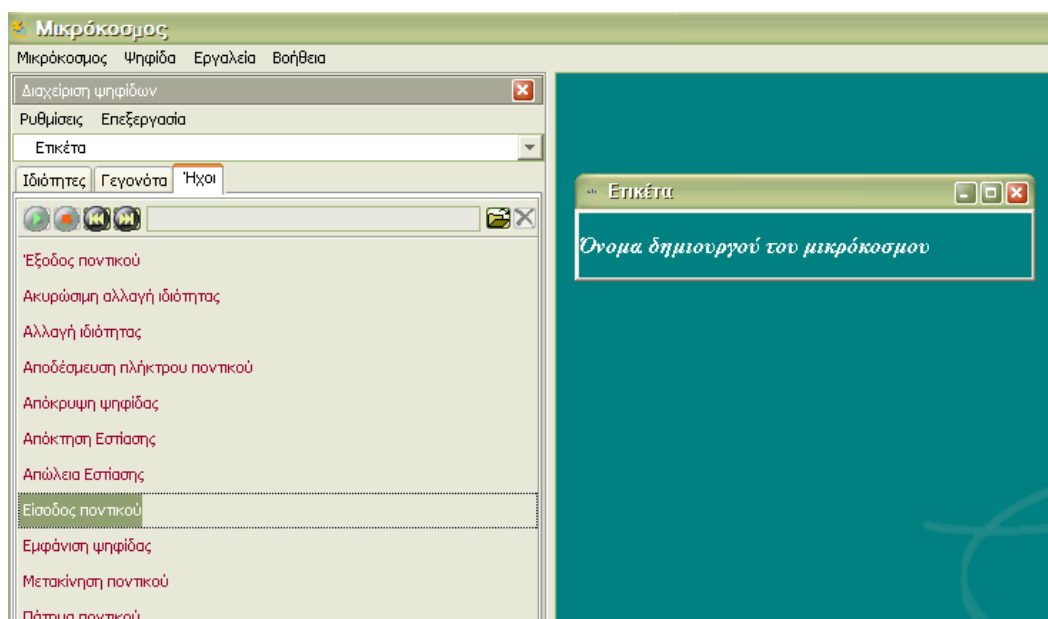 Μικρόκοσμος
Μικρόκοσμος Ψηφίδα Εργαλεία Βοήθεια
Διαχείριση ψηφίδων
Ρυθμίσεις Επεξεργασία
Ετικέτα
Ιδιότητες Γεγονότα Ήχοι
Έξοδος ποντικού
Ακυρώσιμη αλλαγή ιδιότητας
Αλλαγή ιδιότητας
Αποδέσμευση πλήκτρου ποντικού
Απόκρυψη ψηφίδας
Απόκτηση Εστίασης
Απώλεια Εστίασης
Είσοδος ποντικού
Εμφάνιση ψηφίδας
Μετακίνηση ποντικού
Πάτημα ποντικού
Ετικέτα
Όνομα δημιουργού του μικρόκοσμου